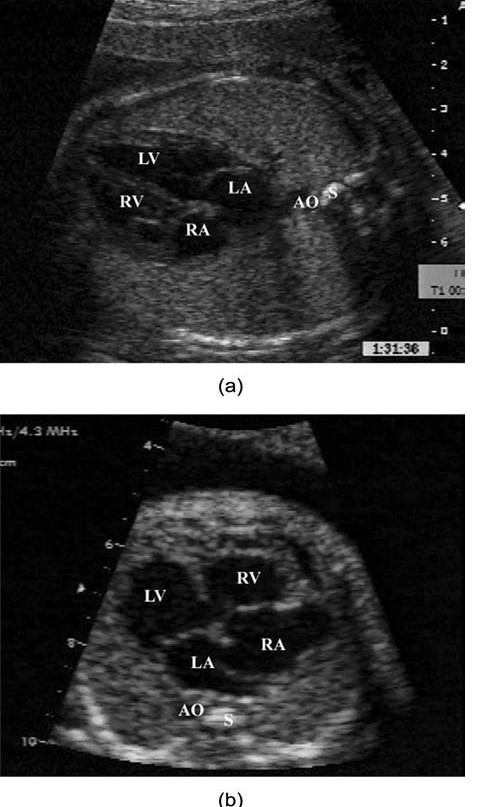 1
2
3
4
LV
LA
S
RV
AO
5
RA
6
T1 00:
1:31:36
(a)
Hz/4.3 MHz
cm
4
6
RV
LV
8
RA
LA
AO
S
10
(b)